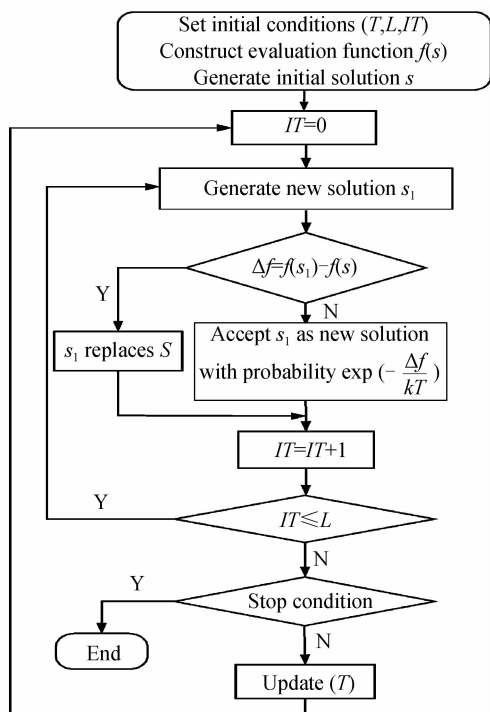 Set initial conditions (T,L,IT)
Construct evaluation function f(s)
Generate initial solution s
IT=0
Generate new solution s₁
Δf=f(s₁)−f(s)
Y
N
s₁ replaces S
Accept s₁ as new solution
with probability exp (− Δf/kT )
IT=IT+1
Y
IT⩽L
N
Y
Stop condition
End
N
Update (T)